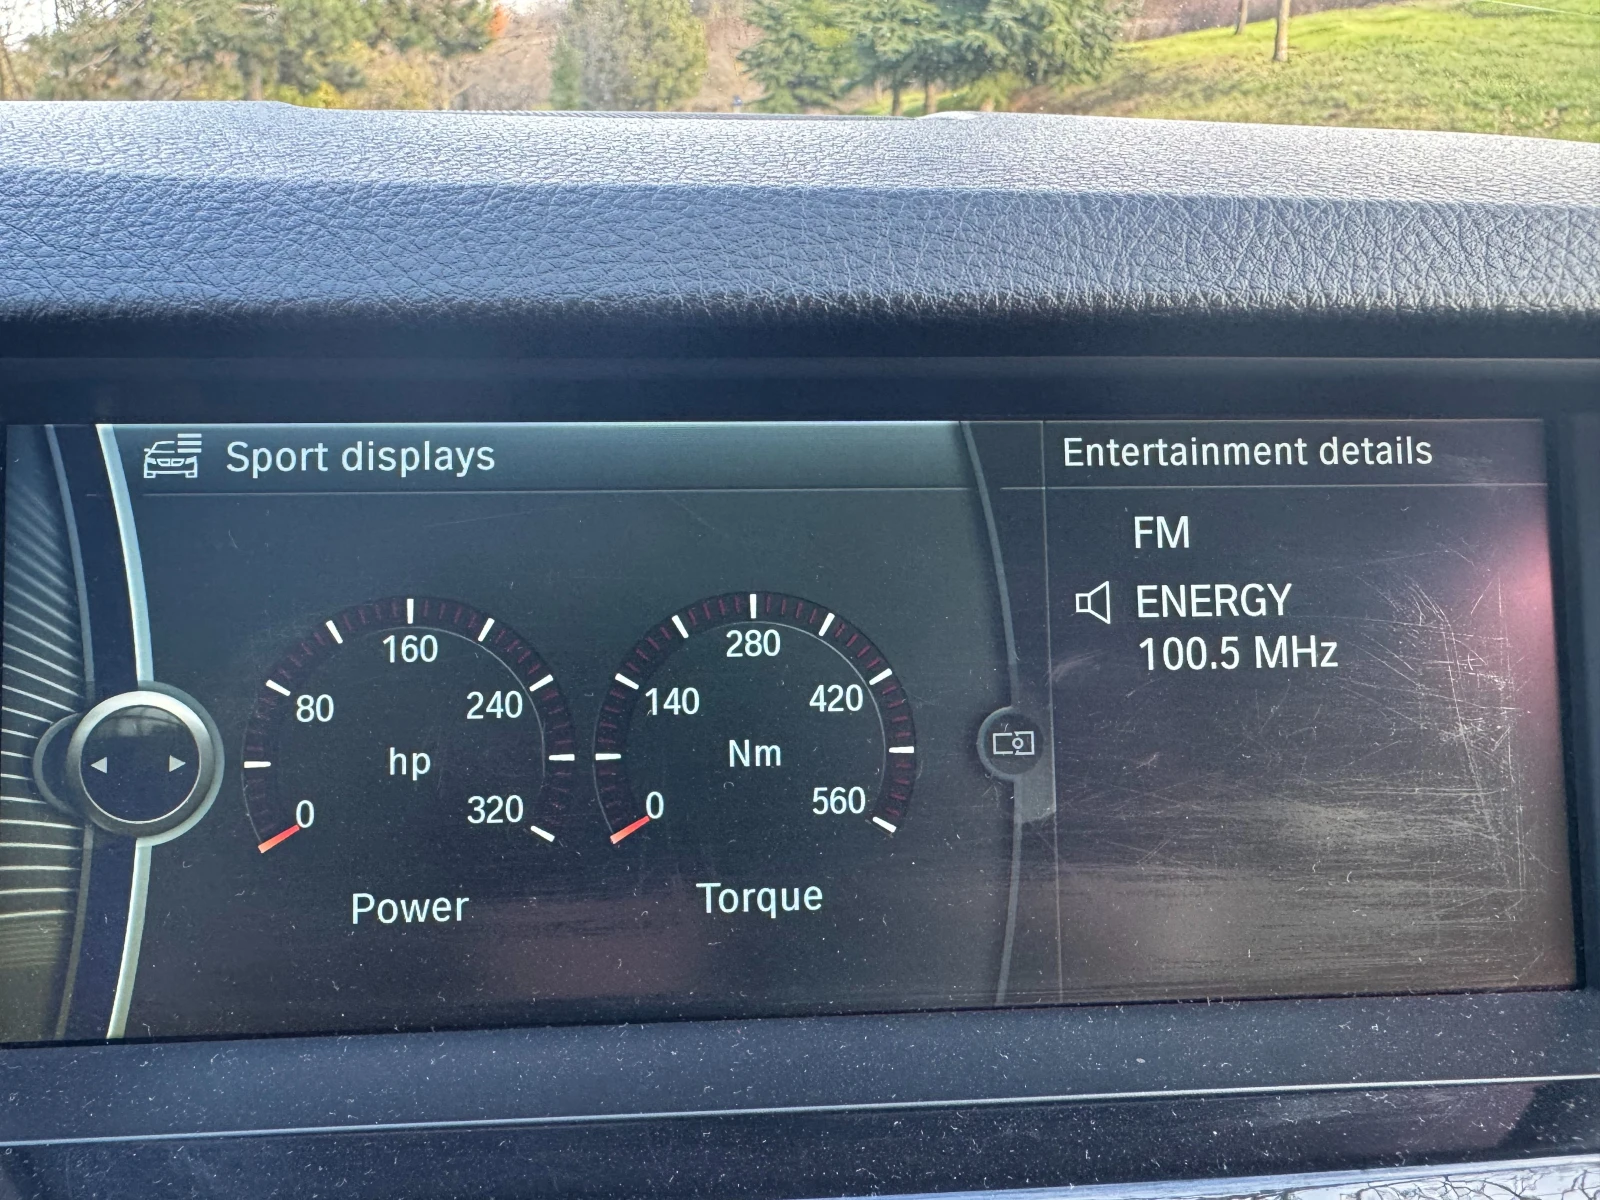 Sport displays
160
80
240
hp
0
320
Power
280
140
420
Nm
0
560
Torque
Entertainment details
FM
ENERGY
100.5 MHz